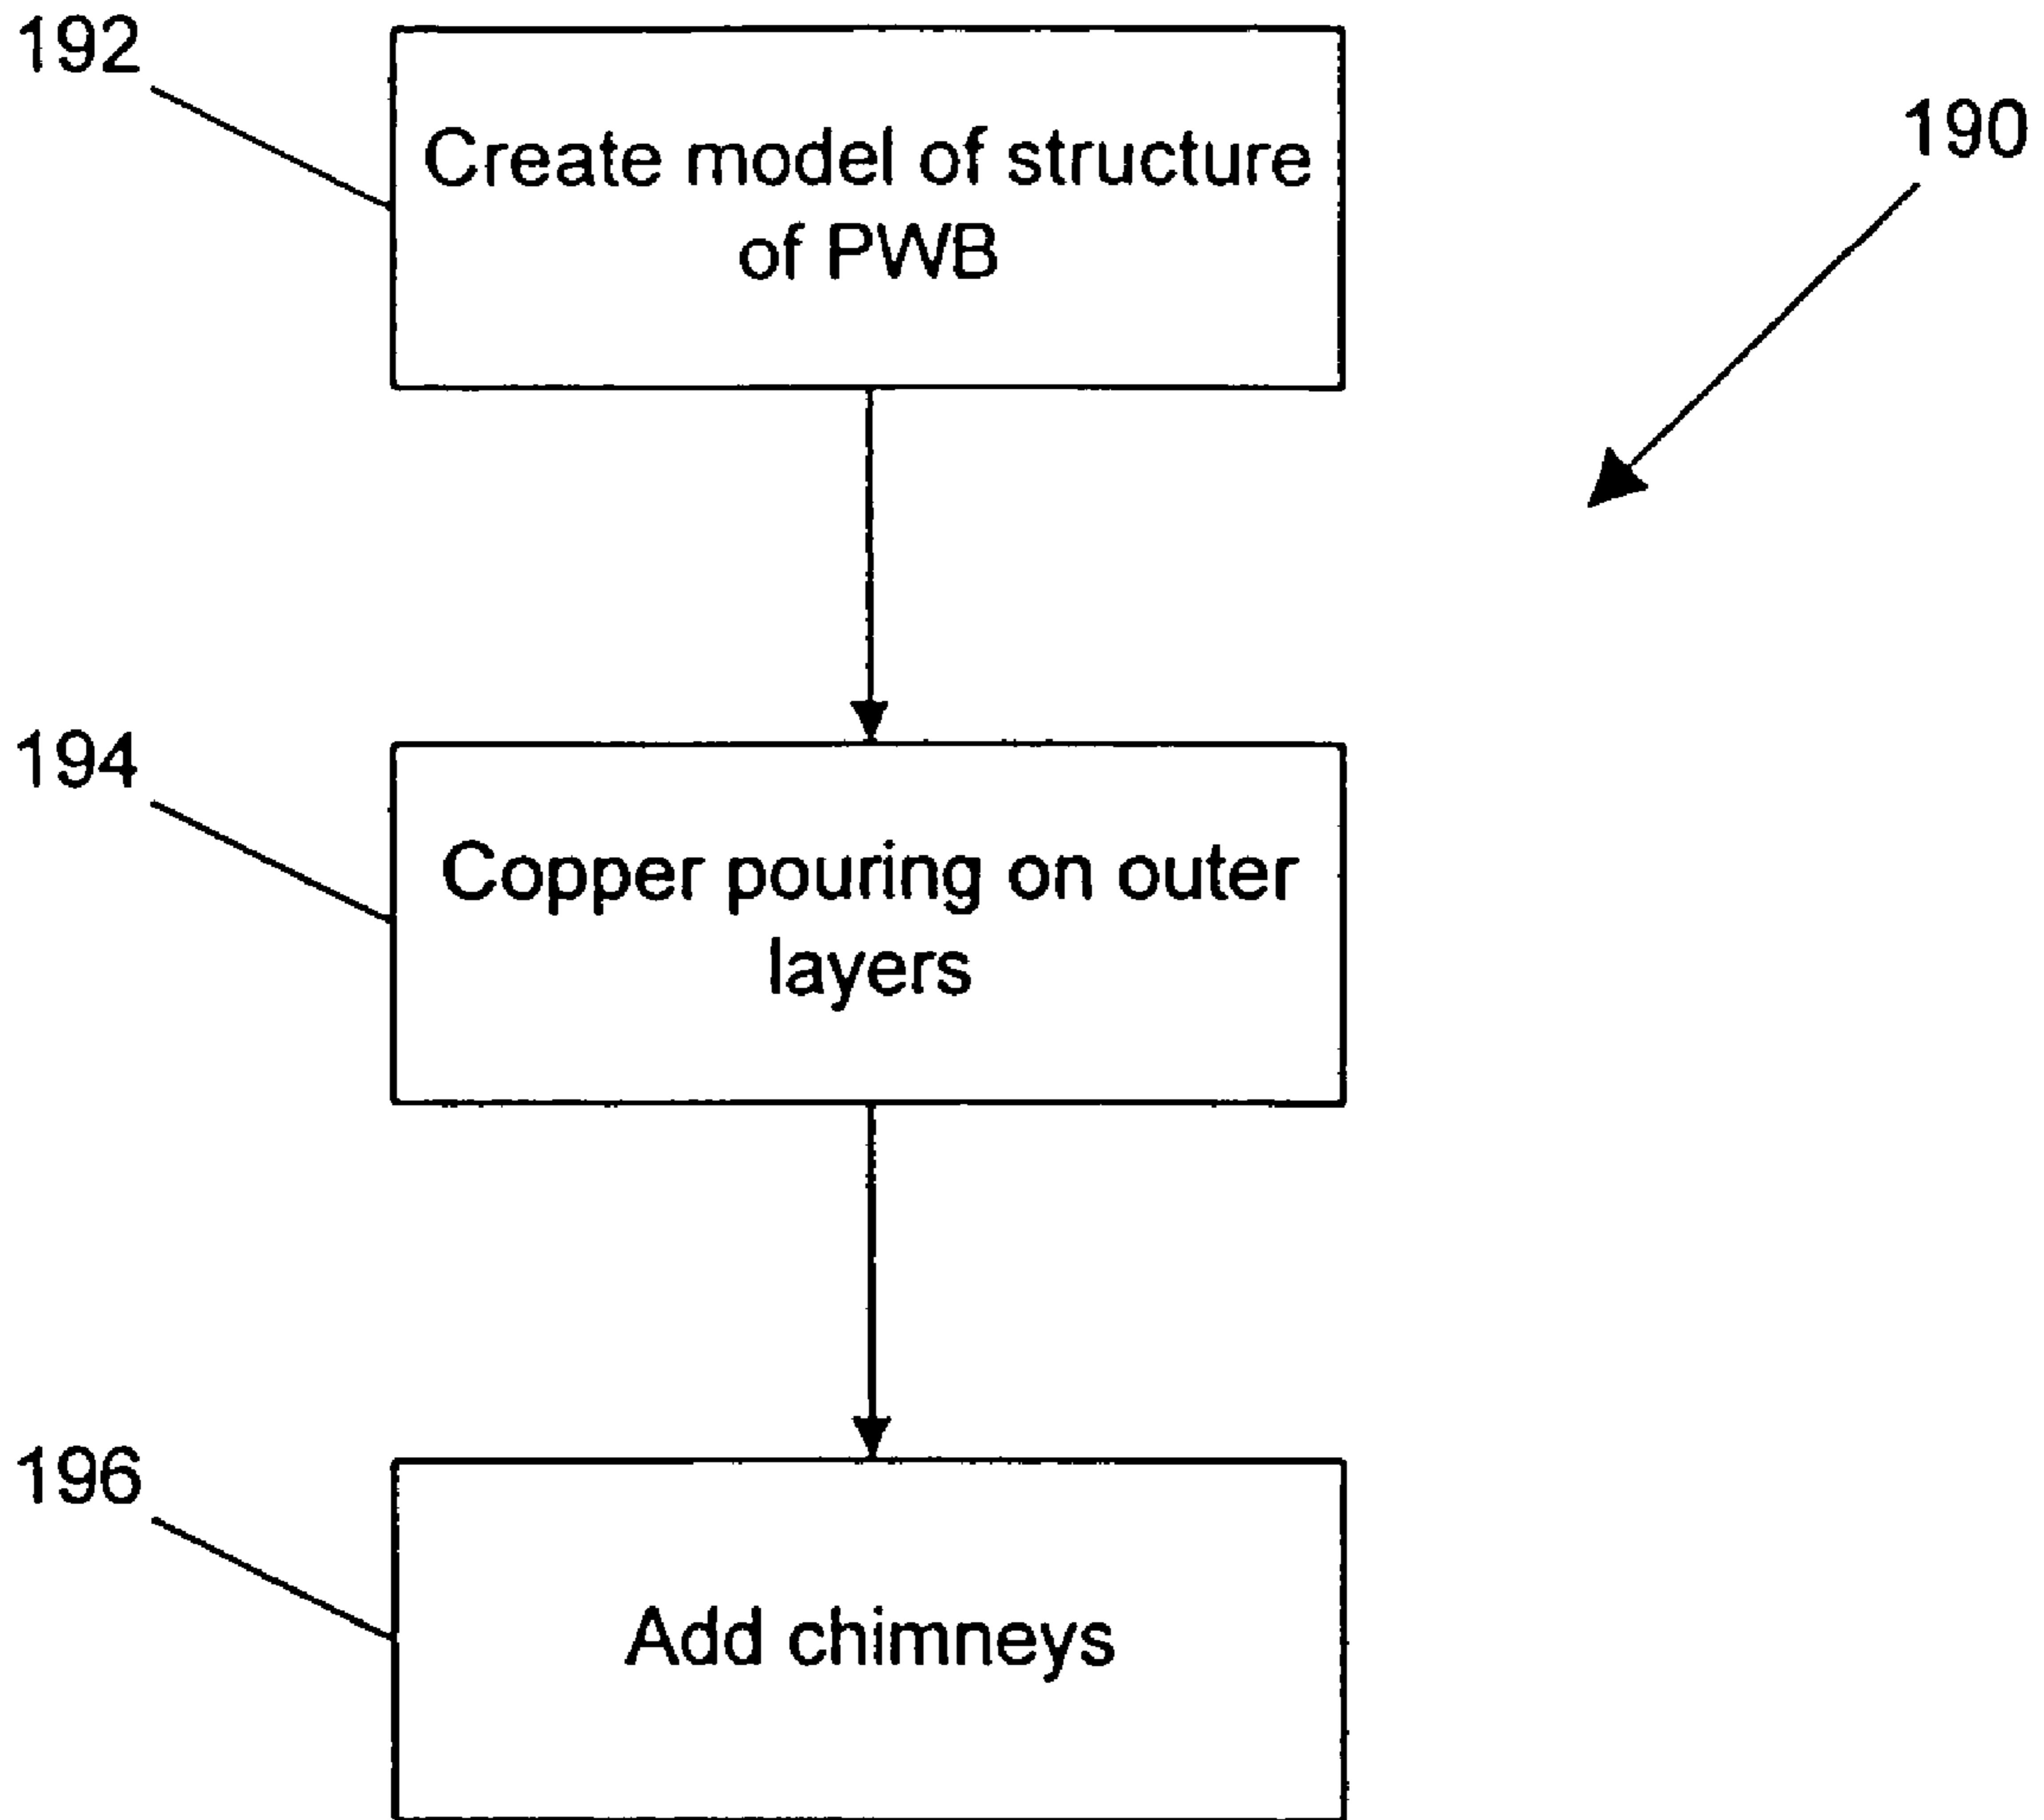 192
190
Create model of structure
of PWB
194
Copper pouring on outer
layers
196
Add chimneys